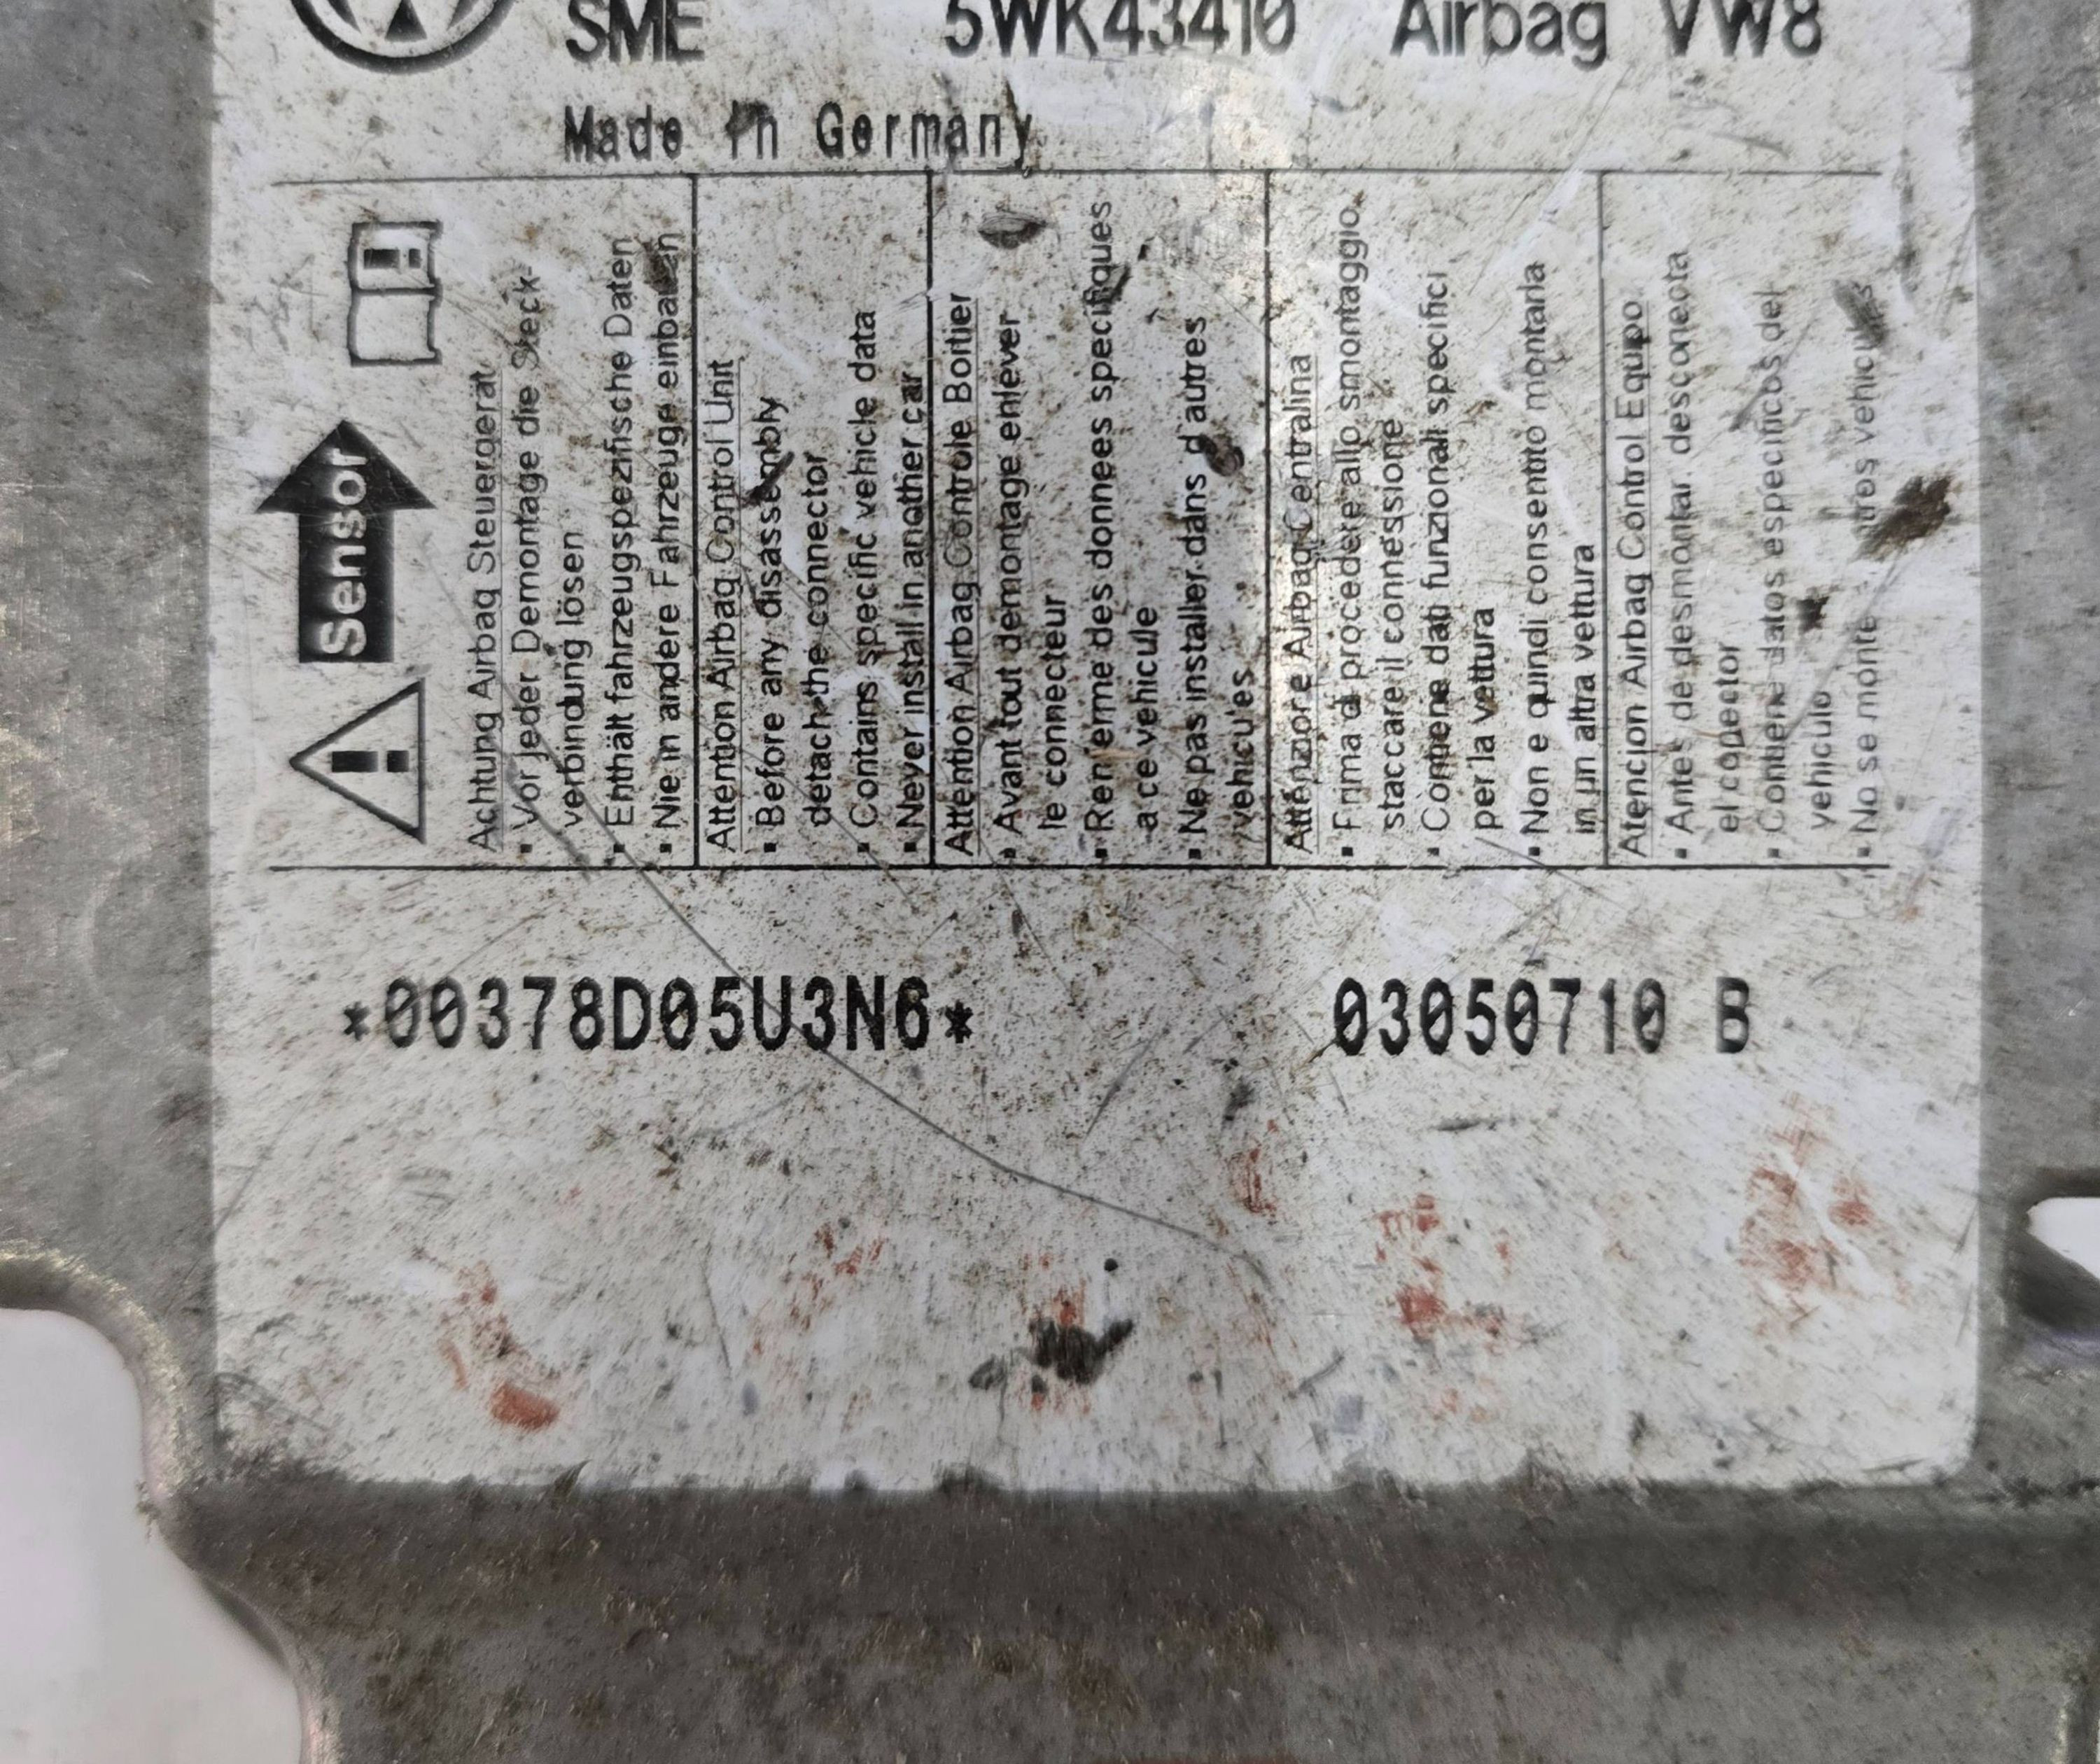 SME 5WK43410 Airbag VW8
Made in Germany
Sensor
Achtung Airbag Steuergerät
• Vor jeder Demontage die Steck-
verbindung lösen
• Enthält fahrzeugspezifische Daten
• Nie in andere Fahrzeuge einbauen
Attention Airbag Control Unit
• Before any disassembly
detach the connector
• Contains specific vehicle data
• Never install in another car
Attention Airbag Controle Boitier
• Avant tout demontage enlever
le connecteur
• Renferme des donnees specifiques
a ce vehicule
• Ne pas installer dans d'autres
vehicules
Attenzione Airbag Centralina
• Prima di procedere allo smontaggio,
staccare il connessione
• Contiene dati funzionali specifici
per la vettura
• Non e quindi consentito montarla
in un altra vettura
Atencion Airbag Control Equipo
• Antes de desmontar desconecta
el conector
• Contiene datos especificos del
vehiculo
• No se monte otros vehiculos
*00378D05U3N6* 03050710 B